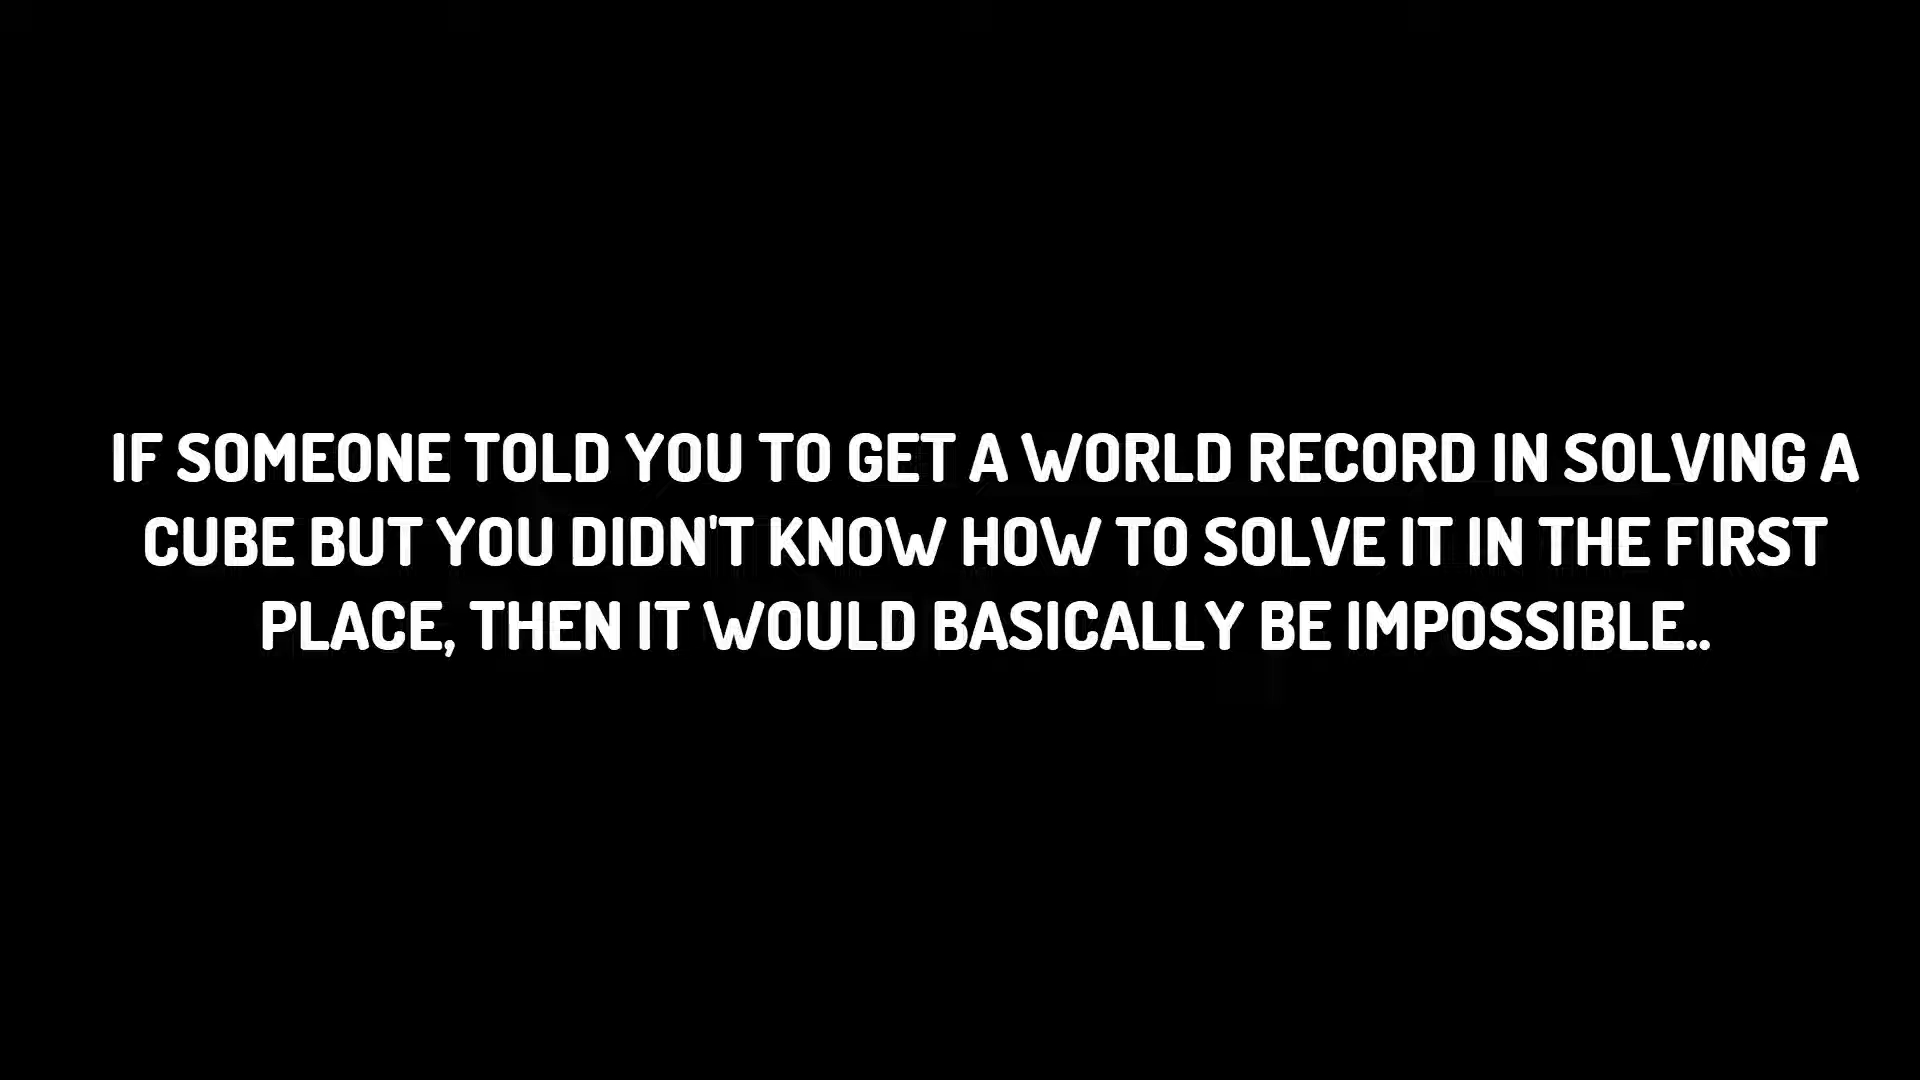 IF SOMEONE TOLD YOU TO GET A WORLD RECORD IN SOLVING A
CUBE BUT YOU DIDN'T KNOW HOW TO SOLVE IT IN THE FIRST
PLACE, THEN IT WOULD BASICALLY BE IMPOSSIBLE..